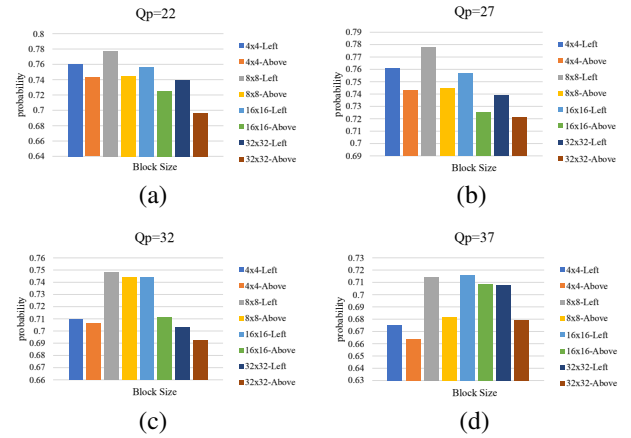 Qp=22
0.8
0.78
0.76
0.74
0.72
0.7
0.68
0.66
0.64
probability
Block Size
4x4-Left
4x4-Above
8x8-Left
8x8-Above
16x16-Left
16x16-Above
32x32-Left
32x32-Above
(a)
Qp=27
0.79
0.78
0.77
0.76
0.75
0.74
0.73
0.72
0.71
0.7
0.69
probability
Block Size
4x4-Left
4x4-Above
8x8-Left
8x8-Above
16x16-Left
16x16-Above
32x32-Left
32x32-Above
(b)
Qp=32
0.76
0.75
0.74
0.73
0.72
0.71
0.7
0.69
0.68
0.67
0.66
probability
Block Size
4x4-Left
4x4-Above
8x8-Left
8x8-Above
16x16-Left
16x16-Above
32x32-Left
32x32-Above
(c)
Qp=37
0.73
0.72
0.71
0.7
0.69
0.68
0.67
0.66
0.65
0.64
0.63
probability
Block Size
4x4-Left
4x4-Above
8x8-Left
8x8-Above
16x16-Left
16x16-Above
32x32-Left
32x32-Above
(d)